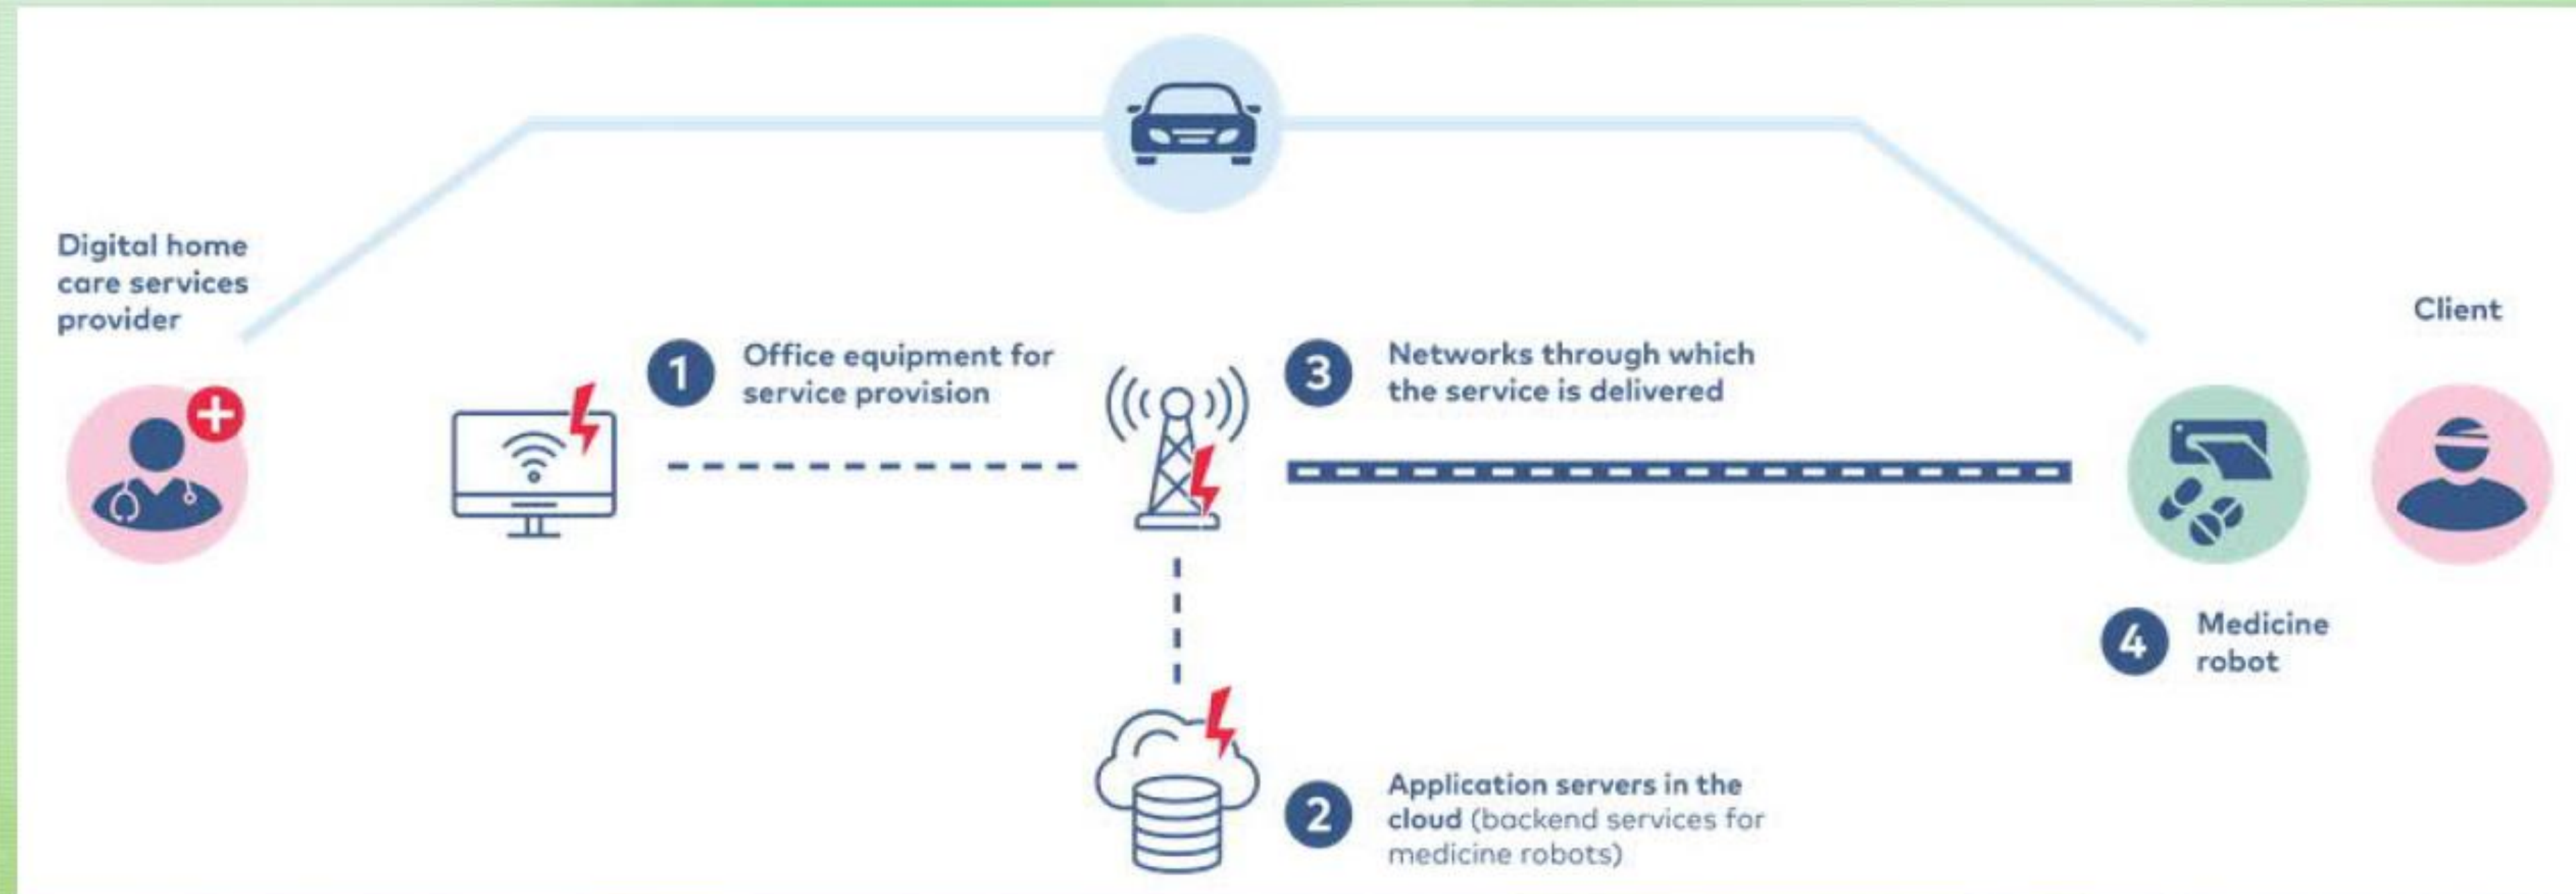 Digital home
care services
provider
1
Office equipment for
service provision
3
Networks through which
the service is delivered
Client
4
Medicine
robot
2
Application servers in the
cloud (backend services for
medicine robots)